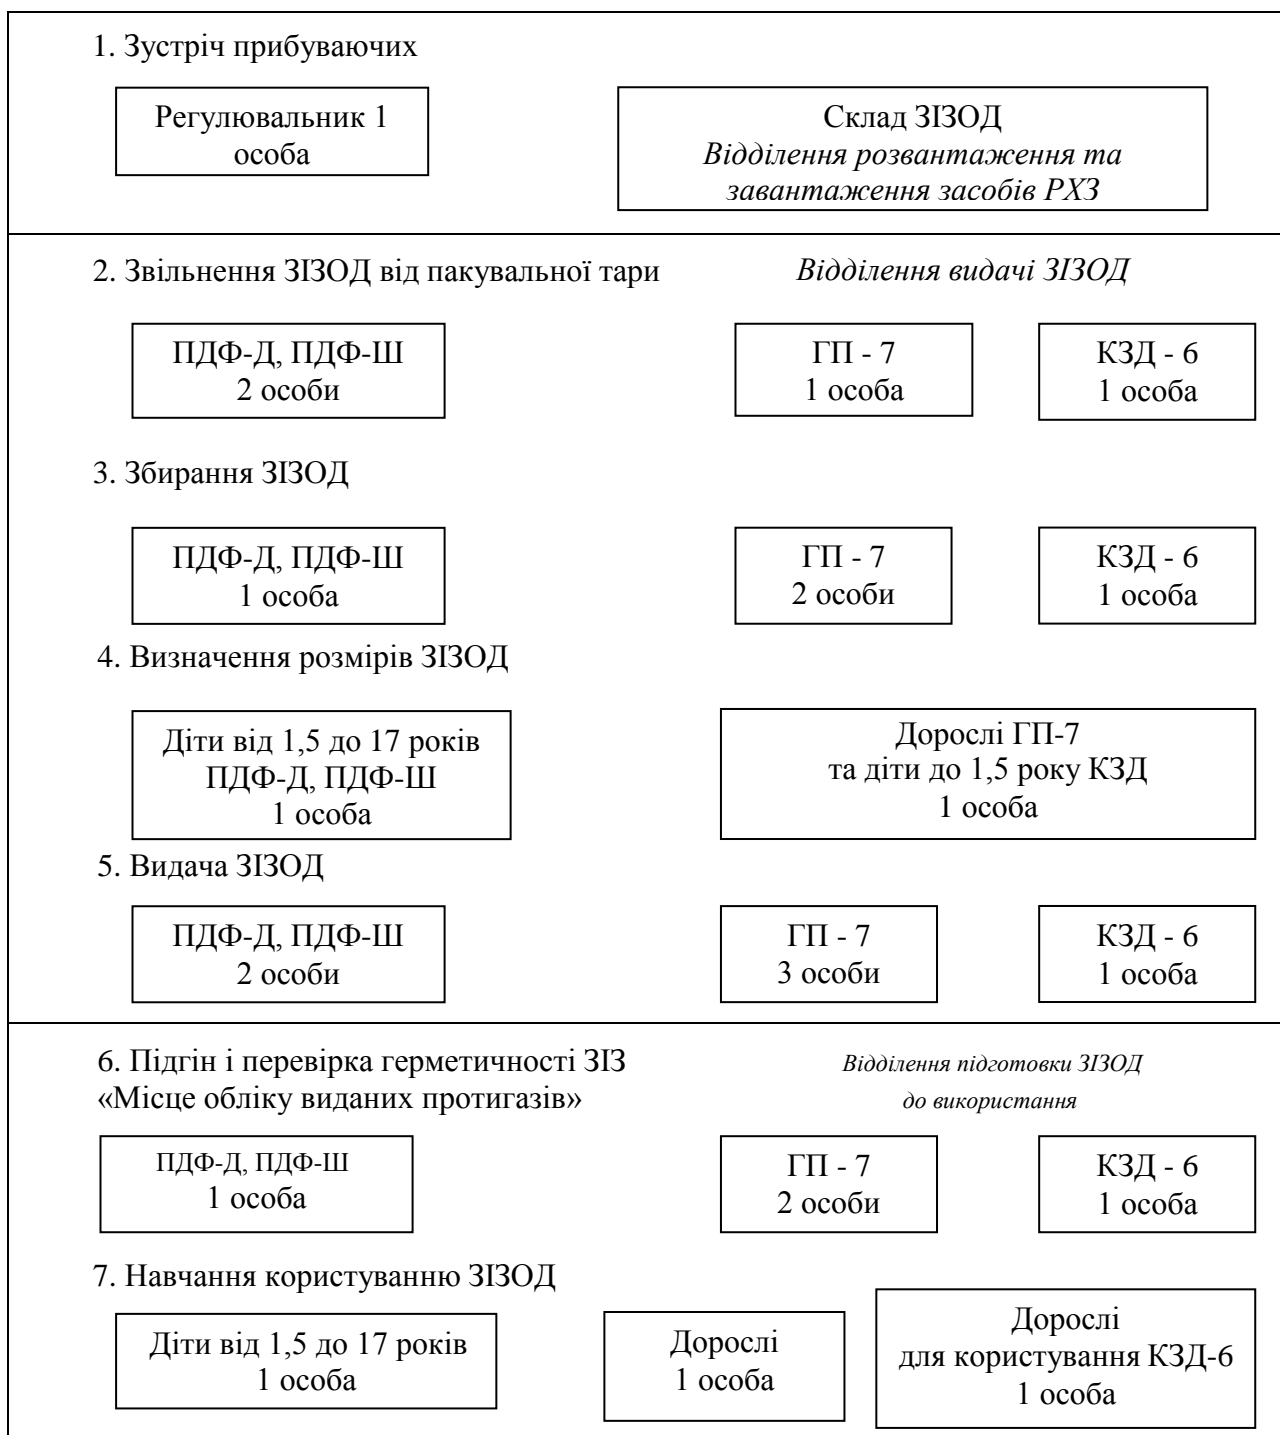 1. Зустріч прибуваючих
Регулювальник 1
особа
Склад ЗІЗОД
Відділення розвантаження та
завантаження засобів РХЗ
2. Звільнення ЗІЗОД від пакувальної тари
Відділення видачі ЗІЗОД
ПДФ-Д, ПДФ-Ш
2 особи
ГП - 7
1 особа
КЗД - 6
1 особа
3. Збирання ЗІЗОД
ПДФ-Д, ПДФ-Ш
1 особа
ГП - 7
2 особи
КЗД - 6
1 особа
4. Визначення розмірів ЗІЗОД
Діти від 1,5 до 17 років
ПДФ-Д, ПДФ-Ш
1 особа
Дорослі ГП-7
та діти до 1,5 року КЗД
1 особа
5. Видача ЗІЗОД
ПДФ-Д, ПДФ-Ш
2 особи
ГП - 7
3 особи
КЗД - 6
1 особа
6. Підгін і перевірка герметичності ЗІЗ
«Місце обліку виданих протигазів»
Відділення підготовки ЗІЗОД
до використання
ПДФ-Д, ПДФ-Ш
1 особа
ГП - 7
2 особи
КЗД - 6
1 особа
7. Навчання користуванню ЗІЗОД
Діти від 1,5 до 17 років
1 особа
Дорослі
1 особа
Дорослі
для користування КЗД-6
1 особа